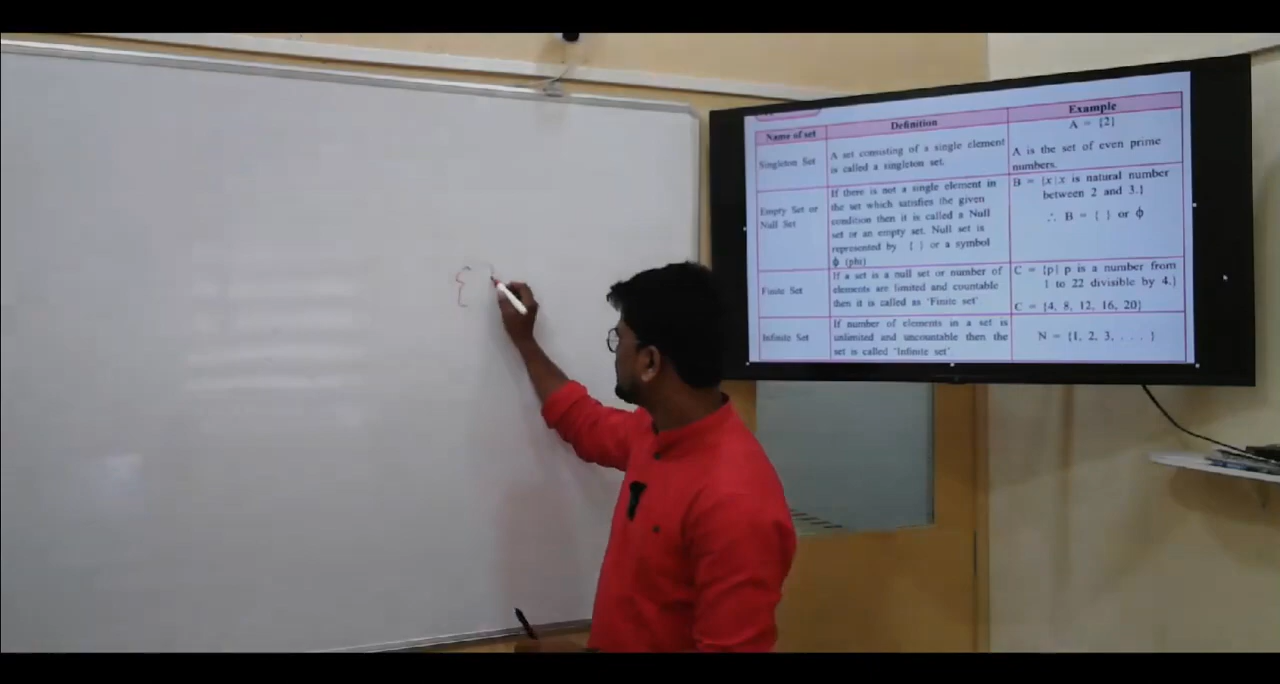 { }
Name of set
Definition
Example
Singleton Set
A set consisting of a single element
is called a singleton set.
A = {2}
A is the set of even prime
numbers.
Empty Set or
Null Set
If there is not a single element in
the set which satisfies the given
condition then it is called a Null
set or an empty set. Null set is
represented by { } or a symbol
ϕ (phi)
B = {x|x is natural number
between 2 and 3.}
∴ B = { } or ϕ
Finite Set
If a set is a null set or number of
elements are limited and countable
then it is called as 'Finite set'
C = {p| p is a number from
1 to 22 divisible by 4.}
C = {4, 8, 12, 16, 20}
Infinite Set
If number of elements in a set is
unlimited and uncountable then the
set is called 'Infinite set'.
N = {1, 2, 3, . . . . }